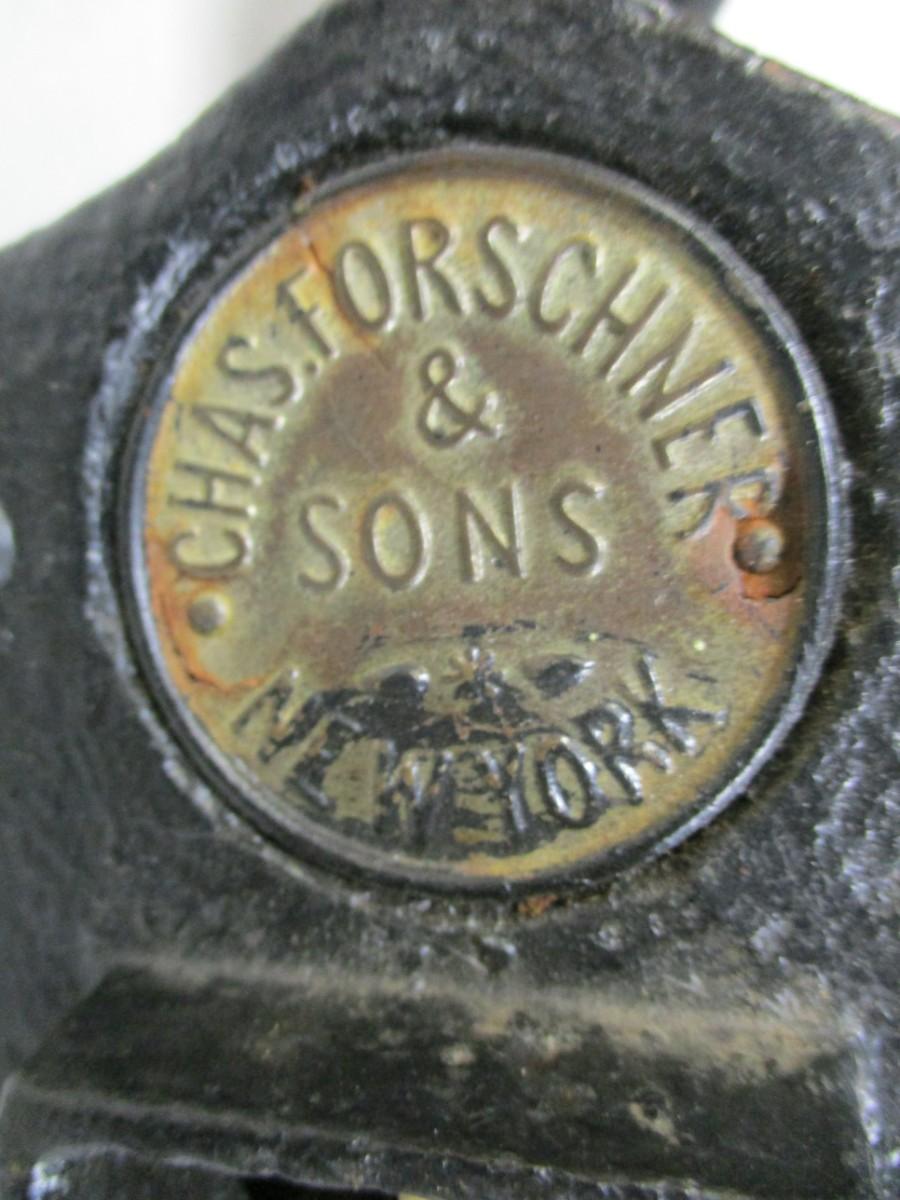 CHAS. FORSCHNER
&
SONS
NEW YORK